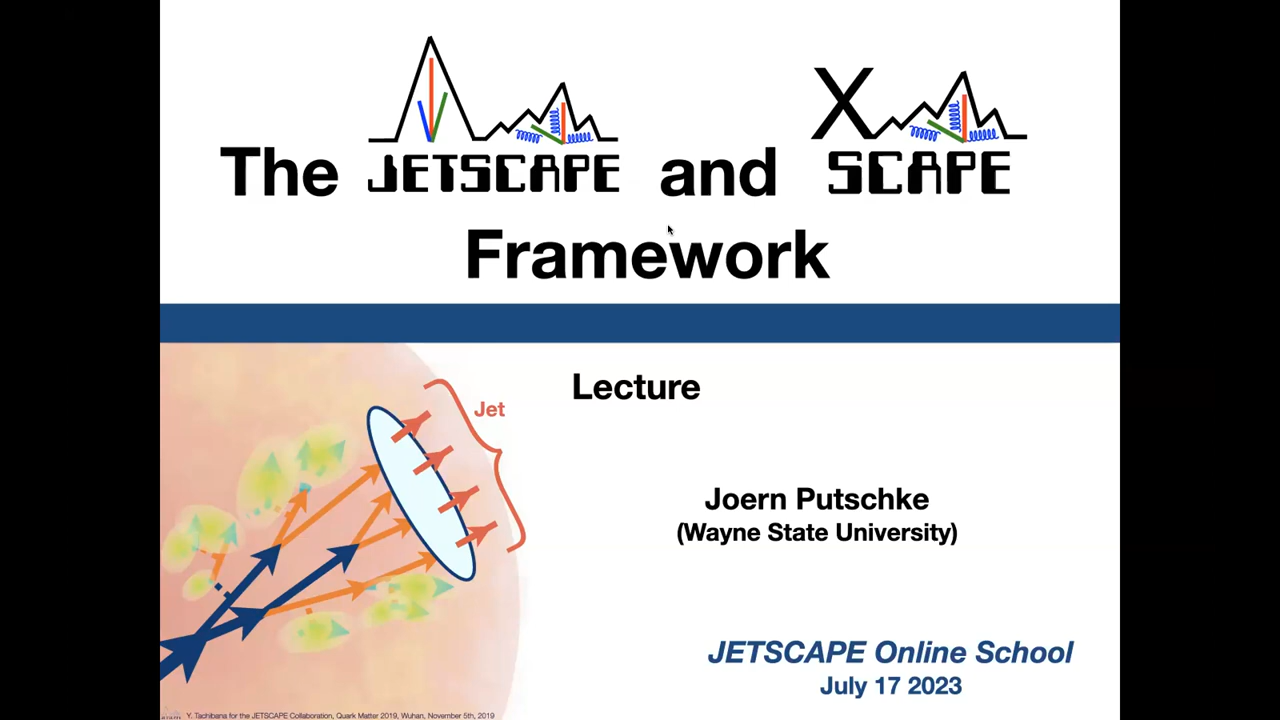 The JETSCAPE and XSCAPE
Framework
Lecture
Jet
Joern Putschke
(Wayne State University)
JETSCAPE Online School
July 17 2023
Y. Tachibana for the JETSCAPE Collaboration, Quark Matter 2019, Wuhan, November 5th, 2019